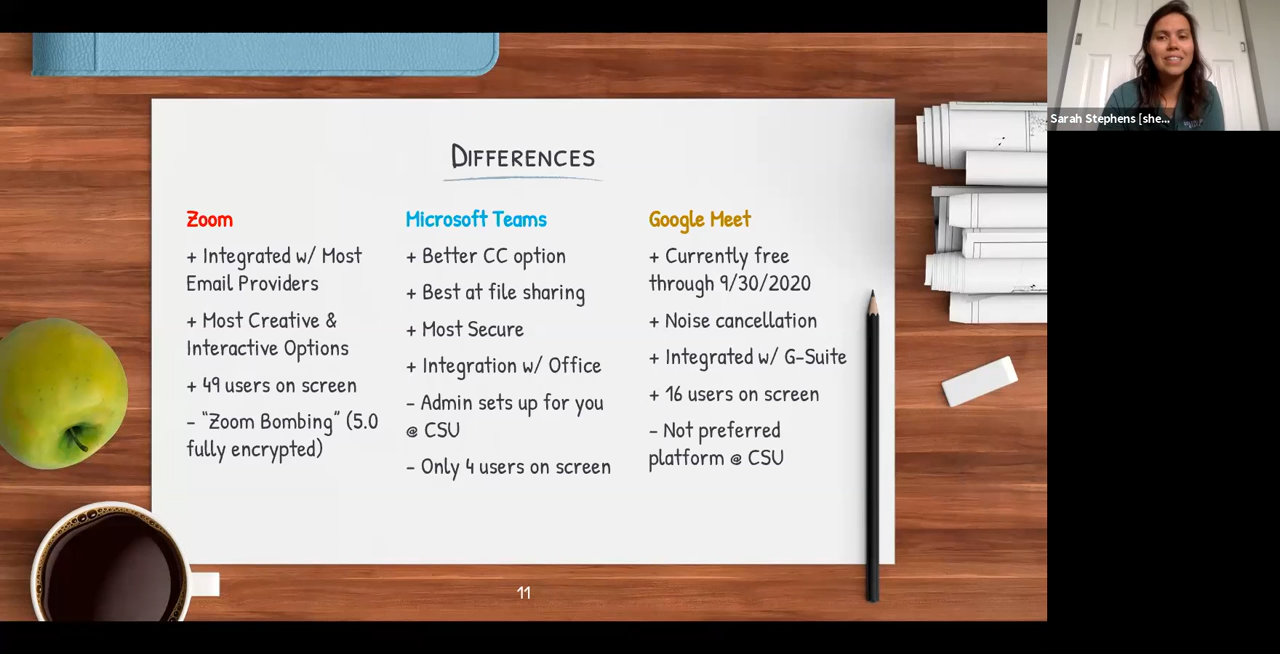 Differences
Zoom
+ Integrated w/ Most
Email Providers
+ Most Creative &
Interactive Options
+ 49 users on screen
- “Zoom Bombing” (5.0
fully encrypted)
Microsoft Teams
+ Better CC option
+ Best at file sharing
+ Most Secure
+ Integration w/ Office
- Admin sets up for you
@ CSU
- Only 4 users on screen
Google Meet
+ Currently free
through 9/30/2020
+ Noise cancellation
+ Integrated w/ G-Suite
+ 16 users on screen
- Not preferred
platform @ CSU
11
Sarah Stephens [she...